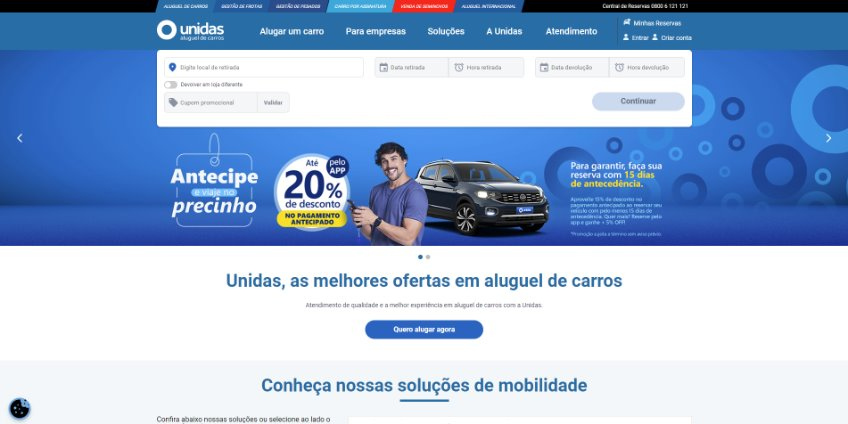 ALUGUEL DE CARROS
GESTÃO DE FROTAS
GESTÃO DE PESADOS
CARRO POR ASSINATURA
VENDA DE SEMINOVOS
ALUGUEL INTERNACIONAL
Central de Reservas 0800 6 121 121
unidas
aluguel de carros
Alugar um carro
Para empresas
Soluções
A Unidas
Atendimento
Minhas Reservas
Entrar
Criar conta
Digite local de retirada
Data retirada
Hora retirada
Data devolução
Hora devolução
Devolver em loja diferente
Cupom promocional
Validar
Continuar
Antecipe
e viaje no
precinho
Até
pelo
APP
20%
de desconto
NO PAGAMENTO
ANTECIPADO
Para garantir, faça sua
reserva com 15 dias
de antecedência.
Aproveite 15% de desconto no
pagamento antecipado ao reservar seu
veículo com pelo menos 15 dias de
antecedência. Quer mais? Reserve pelo
app e ganhe + 5% OFF!
*Promoção sujeita a término sem aviso prévio.
Unidas, as melhores ofertas em aluguel de carros
Atendimento de qualidade e a melhor experiência em aluguel de carros com a Unidas.
Quero alugar agora
Conheça nossas soluções de mobilidade
Confira abaixo nossas soluções ou selecione ao lado o